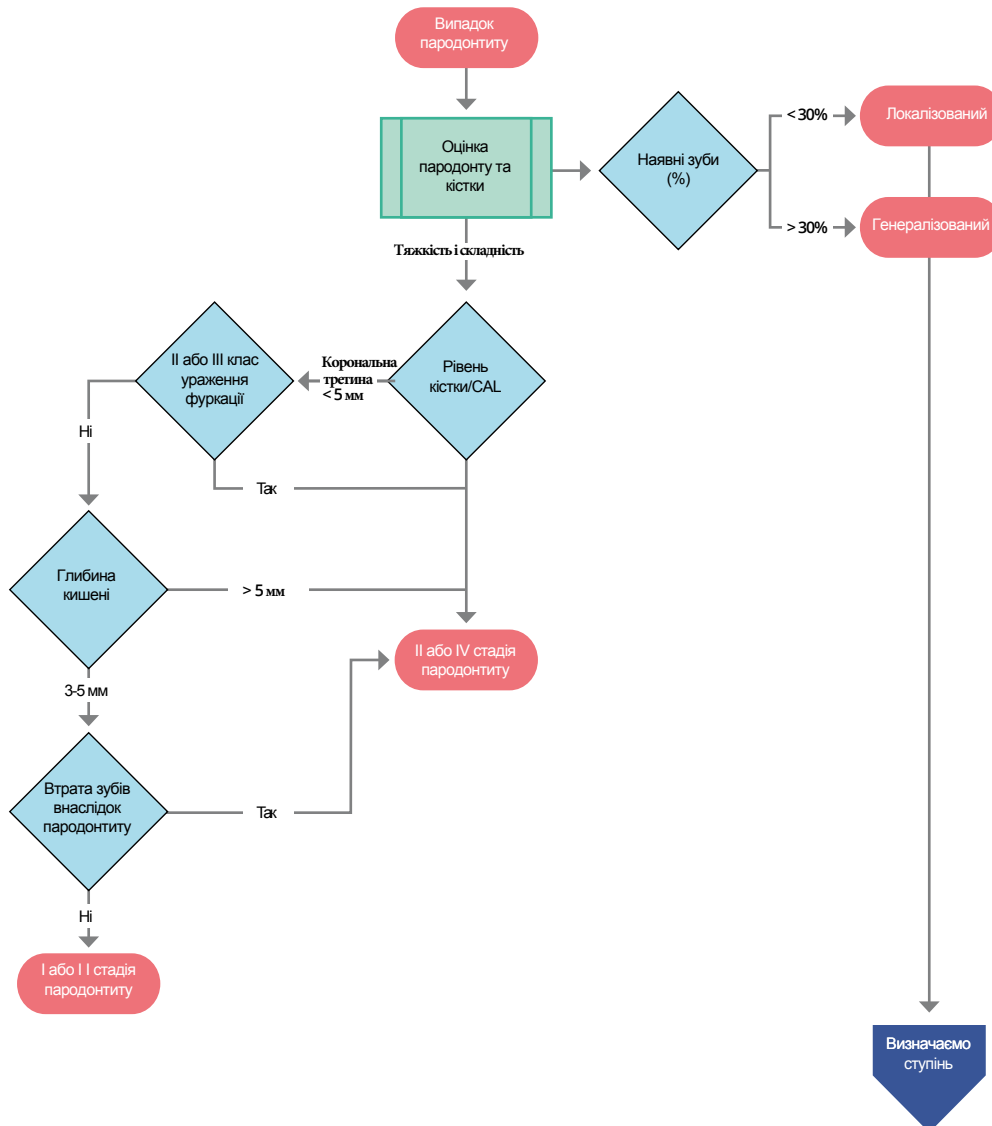 Випадок
пародонтиту
Оцінка
пародонту та
кістки
Наявні зуби
(%)
< 30%
Локалізований
> 30%
Генералізований
Тяжкість і складність
II або III клас
ураження
фуркації
Корональна
третина
< 5 мм
Рівень
кістки/CAL
Ні
Так
Глибина
кишені
> 5 мм
II або IV стадія
пародонтиту
3-5 мм
Втрата зубів
внаслідок
пародонтиту
Так
Ні
I або I I стадія
пародонтиту
Визначаємо
ступінь